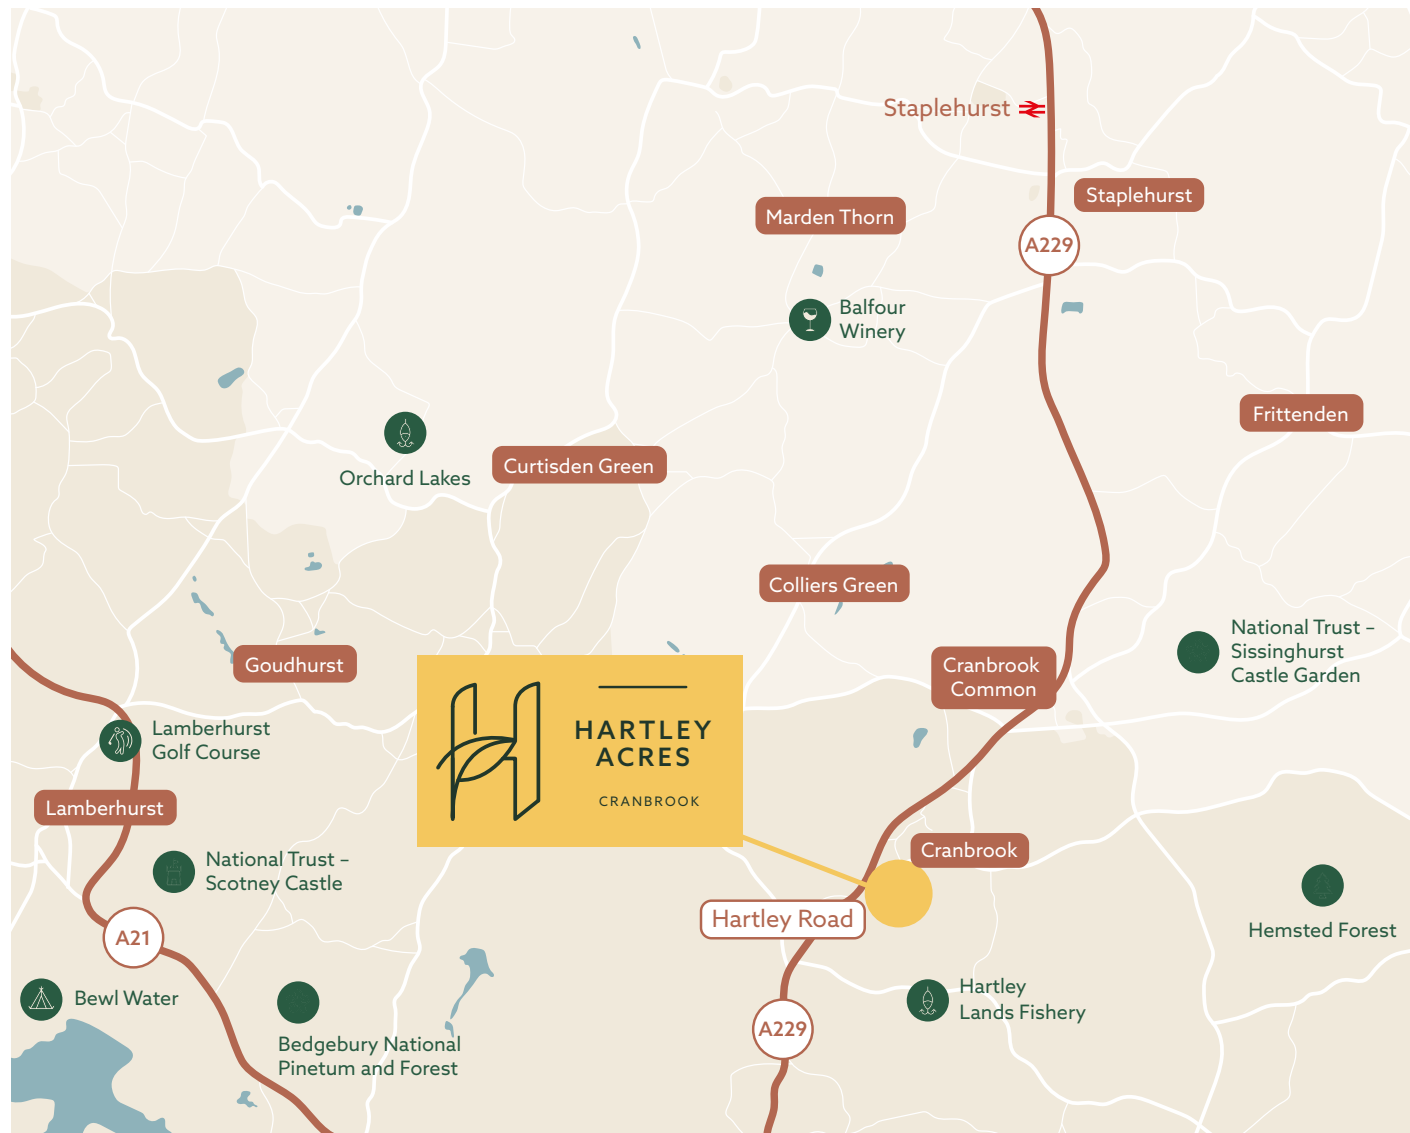 Staplehurst
Staplehurst
Marden Thorn
A229
Balfour
Winery
Frittenden
Orchard Lakes
Curtisden Green
Colliers Green
National Trust –
Sissinghurst
Castle Garden
Goudhurst
Cranbrook
Common
Lamberhurst
Golf Course
HARTLEY
ACRES
CRANBROOK
Lamberhurst
National Trust –
Scotney Castle
Cranbrook
Hartley Road
Hemsted Forest
A21
Bewl Water
Hartley
Lands Fishery
A229
Bedgebury National
Pinetum and Forest